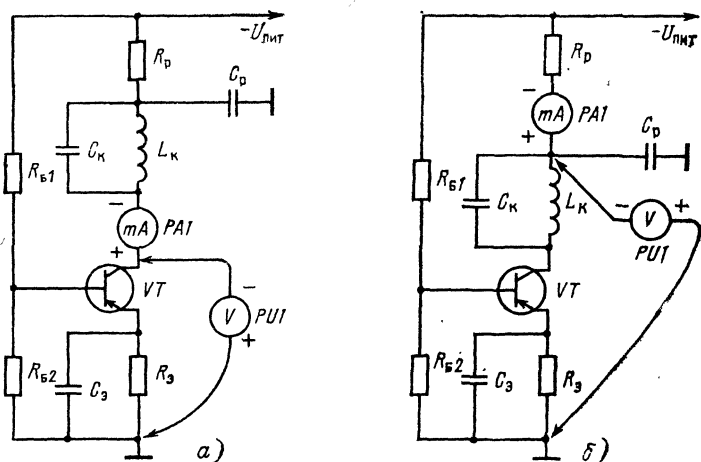 -Uпит
Rр
Cр
Cк
Lк
RБ1
-
mA
PA1
+
VT
-
V
PU1
+
RБ2
Cэ
Rэ
а)
-Uпит
Rр
-
mA
PA1
+
Cр
RБ1
Cк
Lк
-
V
+
PU1
VT
RБ2
Cэ
Rэ
б)